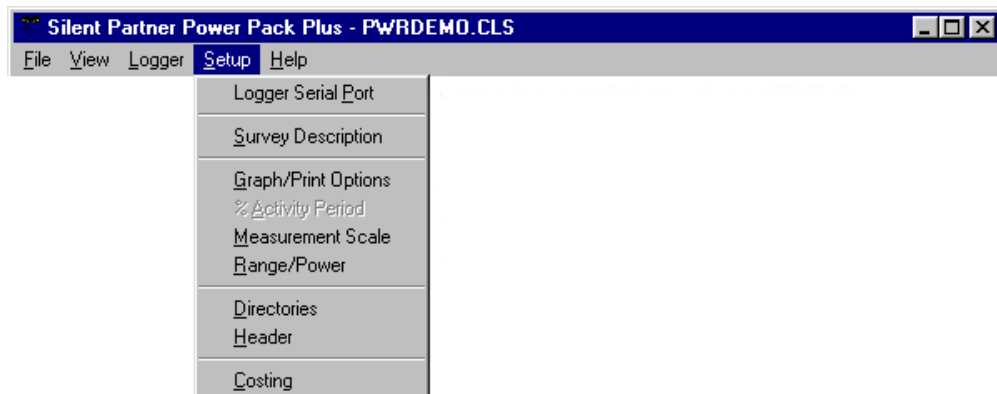 Silent Partner Power Pack Plus - PWRDEMO.CLS
File View Logger Setup Help
Logger Serial Port
Survey Description
Graph/Print Options
% Activity Period
Measurement Scale
Range/Power
Directories
Header
Costing